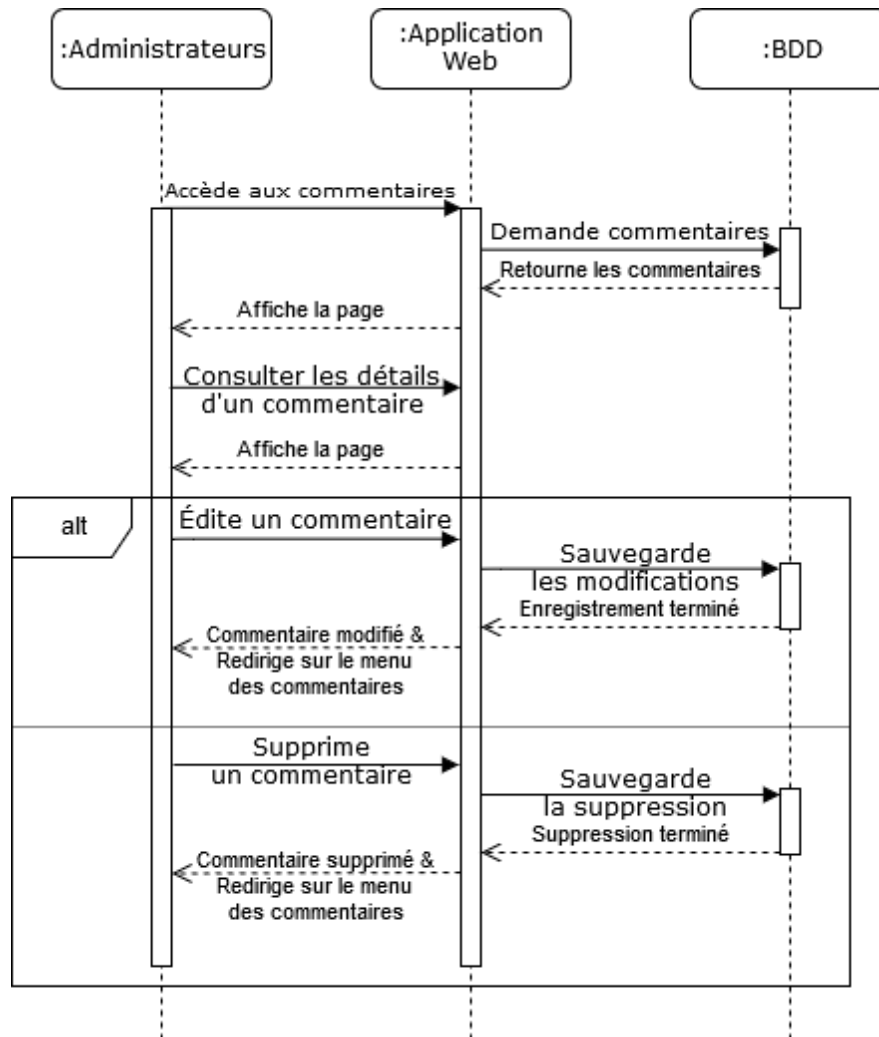 :Administrateurs
:Application
Web
:BDD
Accède aux commentaires
Demande commentaires
Retourne les commentaires
Affiche la page
Consulter les détails
d'un commentaire
Affiche la page
alt
Édite un commentaire
Sauvegarde
les modifications
Enregistrement terminé
Commentaire modifié &
Redirige sur le menu
des commentaires
Supprime
un commentaire
Sauvegarde
la suppression
Suppression terminé
Commentaire supprimé &
Redirige sur le menu
des commentaires